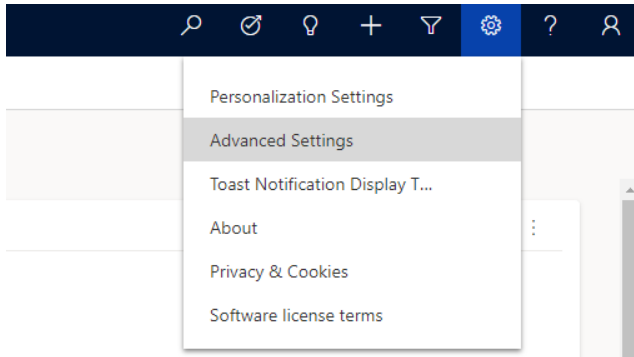 Personalization Settings
Advanced Settings
Toast Notification Display T...
About
Privacy & Cookies
Software license terms